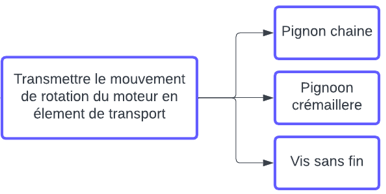 Transmettre le mouvement
de rotation du moteur en
élement de transport
Pignon chaine
Pignoon
crémaillere
Vis sans fin